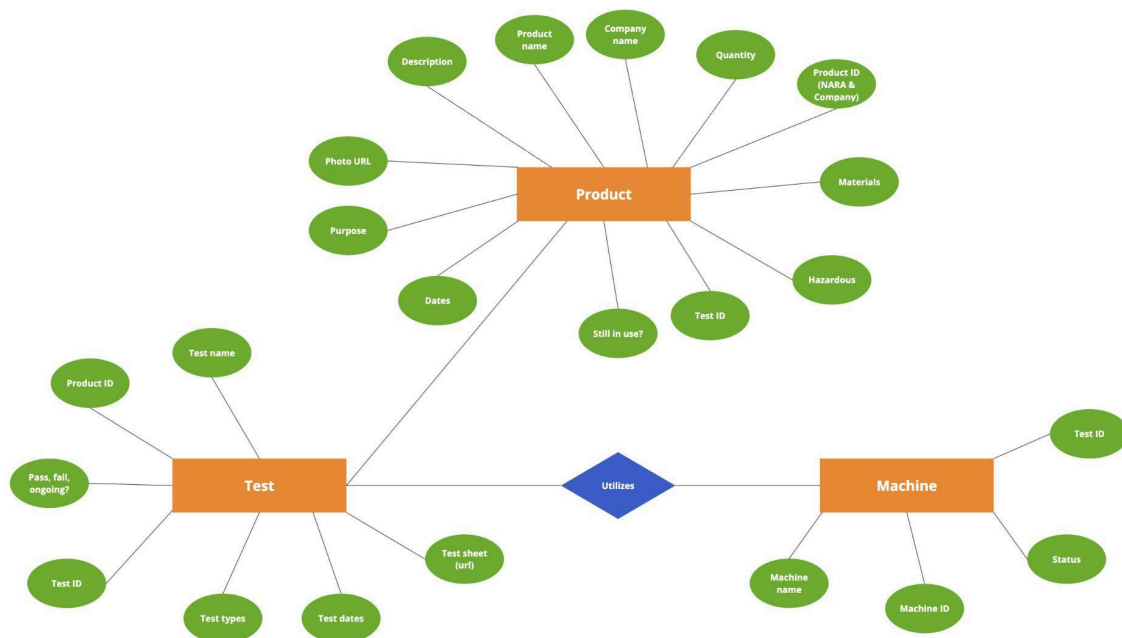 Product
name
Company
name
Description
Quantity
Product ID
(NARA &
Company)
Photo URL
Product
Materials
Purpose
Dates
Hazardous
Still in use?
Test ID
Test name
Product ID
Pass, fail,
ongoing?
Test
Utilizes
Machine
Test ID
Test sheet
(url)
Test ID
Test types
Test dates
Machine
name
Machine ID
Status